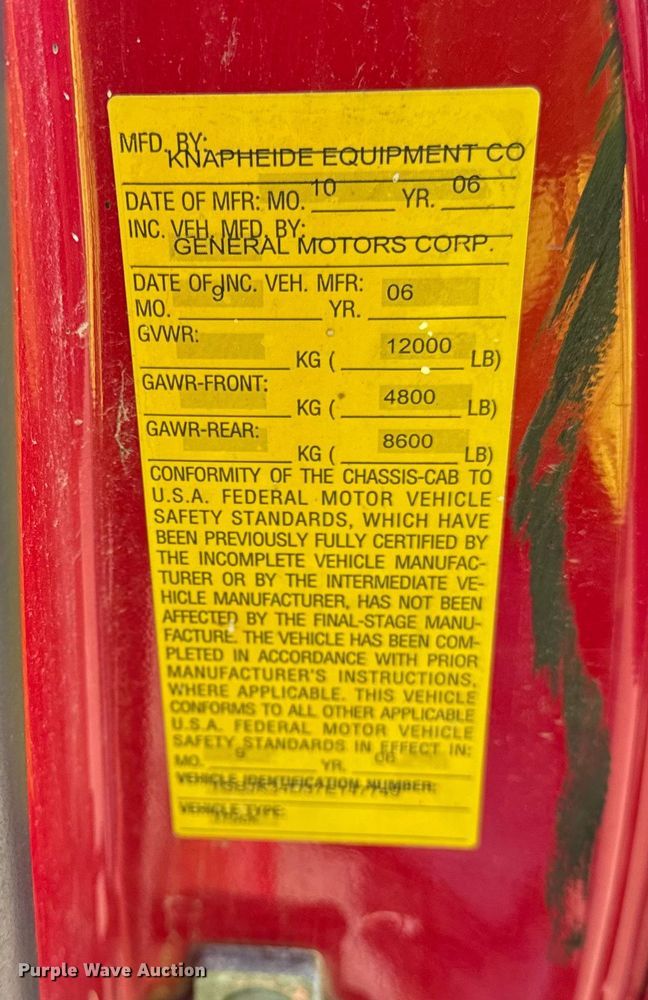 MFD. BY:
KNAPHEIDE EQUIPMENT CO
DATE OF MFR: MO. 10 YR. 06
INC. VEH. MFD. BY:
GENERAL MOTORS CORP.
DATE OF INC. VEH. MFR:
MO. 9 YR. 06
GVWR:
KG ( 12000 LB)
GAWR-FRONT:
KG ( 4800 LB)
GAWR-REAR:
KG ( 8600 LB)
CONFORMITY OF THE CHASSIS-CAB TO
U.S.A. FEDERAL MOTOR VEHICLE
SAFETY STANDARDS, WHICH HAVE
BEEN PREVIOUSLY FULLY CERTIFIED BY
THE INCOMPLETE VEHICLE MANUFAC-
TURER OR BY THE INTERMEDIATE VE-
HICLE MANUFACTURER, HAS NOT BEEN
AFFECTED BY THE FINAL-STAGE MANU-
FACTURE. THE VEHICLE HAS BEEN COM-
PLETED IN ACCORDANCE WITH PRIOR
MANUFACTURER'S INSTRUCTIONS,
WHERE APPLICABLE. THIS VEHICLE
CONFORMS TO ALL OTHER APPLICABLE
U.S.A. FEDERAL MOTOR VEHICLE
SAFETY STANDARDS IN EFFECT IN:
MO. 9 YR. 06
VEHICLE IDENTIFICATION NUMBER:
VEHICLE TYPE:
Purple Wave Auction